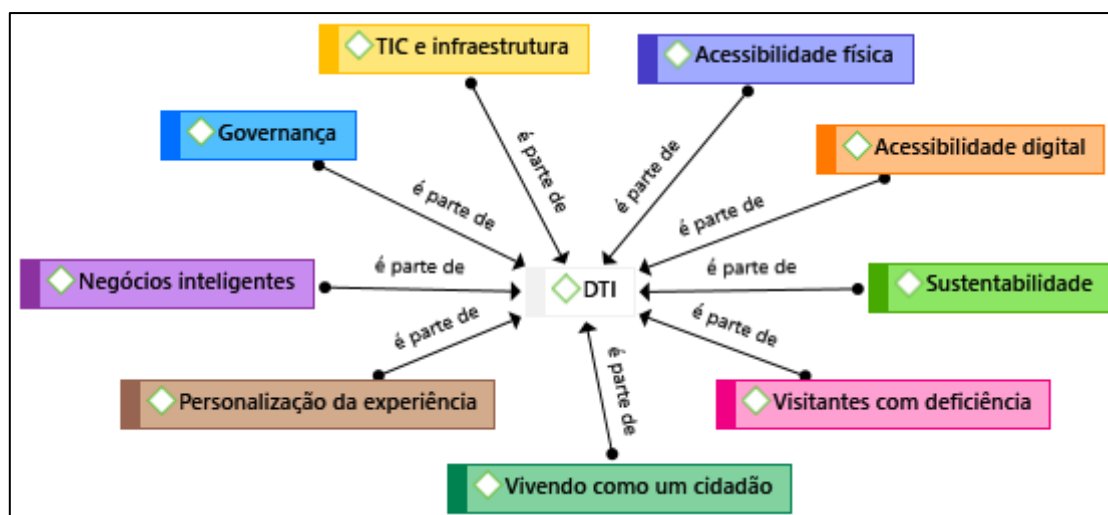 TIC e infraestrutura
Acessibilidade física
Governança
Acessibilidade digital
é parte de
é parte de
é parte de
é parte de
Negócios inteligentes
é parte de
DTI
é parte de
Sustentabilidade
é parte de
é parte de
Personalização da experiência
é parte de
Visitantes com deficiência
Vivendo como um cidadão